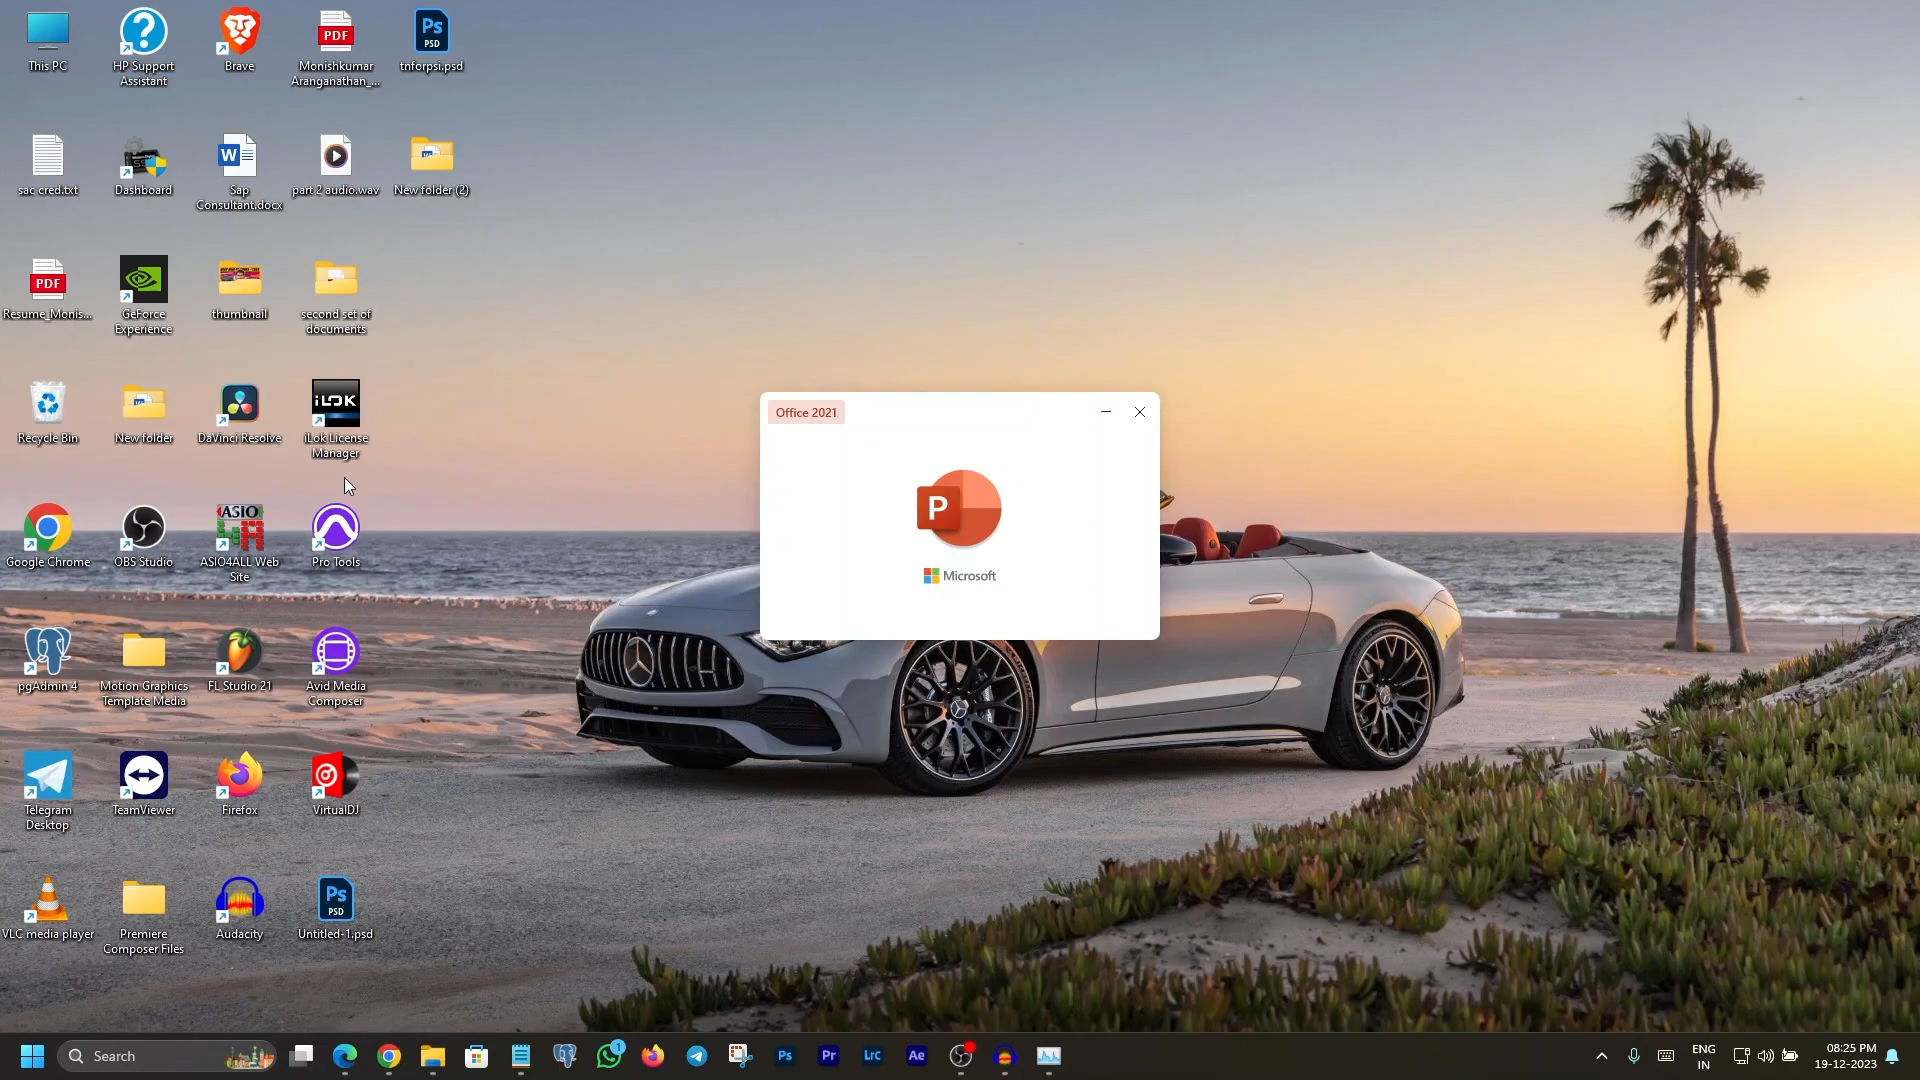 This PC
HP Support
Assistant
Brave
PDF
Monishkumar
Aranganathan_...
Ps
PSD
tnforpsi.psd
sac cred.txt
Dashboard
W
Sap
Consultant.docx
part 2 audio.wav
New folder (2)
PDF
Resume_Monis...
GeForce
Experience
thumbnail
second set of
documents
Recycle Bin
New folder
DaVinci Resolve
iLOK
iLok License
Manager
Office 2021
P
Microsoft
Google Chrome
OBS Studio
ASIO
ASIO4ALL Web
Site
Pro Tools
pgAdmin 4
Motion Graphics
Template Media
FL Studio 21
Avid Media
Composer
Telegram
Desktop
TeamViewer
Firefox
VirtualDJ
VLC media player
Premiere
Composer Files
Audacity
Ps
PSD
Untitled-1.psd
Search
1
Ps
Pr
LrC
Ae
ENG
IN
08:25 PM
19-12-2023